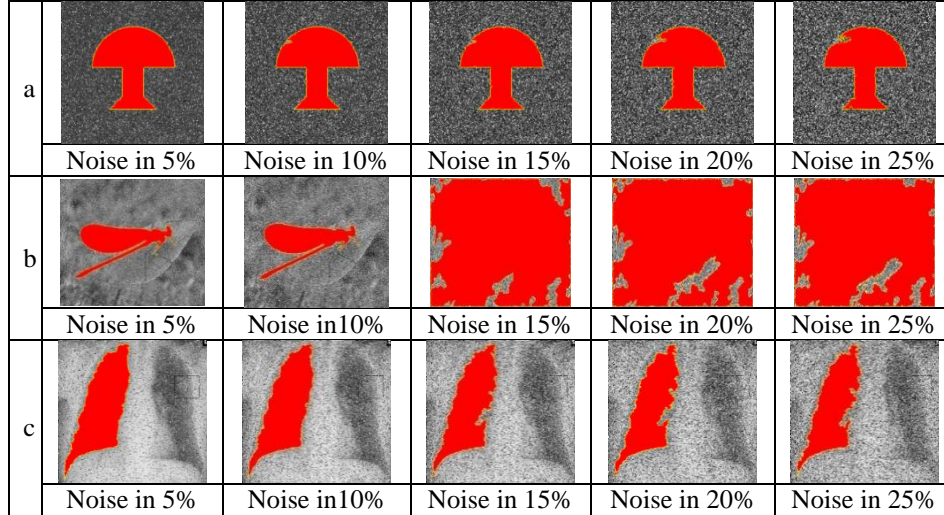 a
Noise in 5% Noise in 10% Noise in 15% Noise in 20% Noise in 25%
b
Noise in 5% Noise in10% Noise in 15% Noise in 20% Noise in 25%
c
Noise in 5% Noise in10% Noise in 15% Noise in 20% Noise in 25%